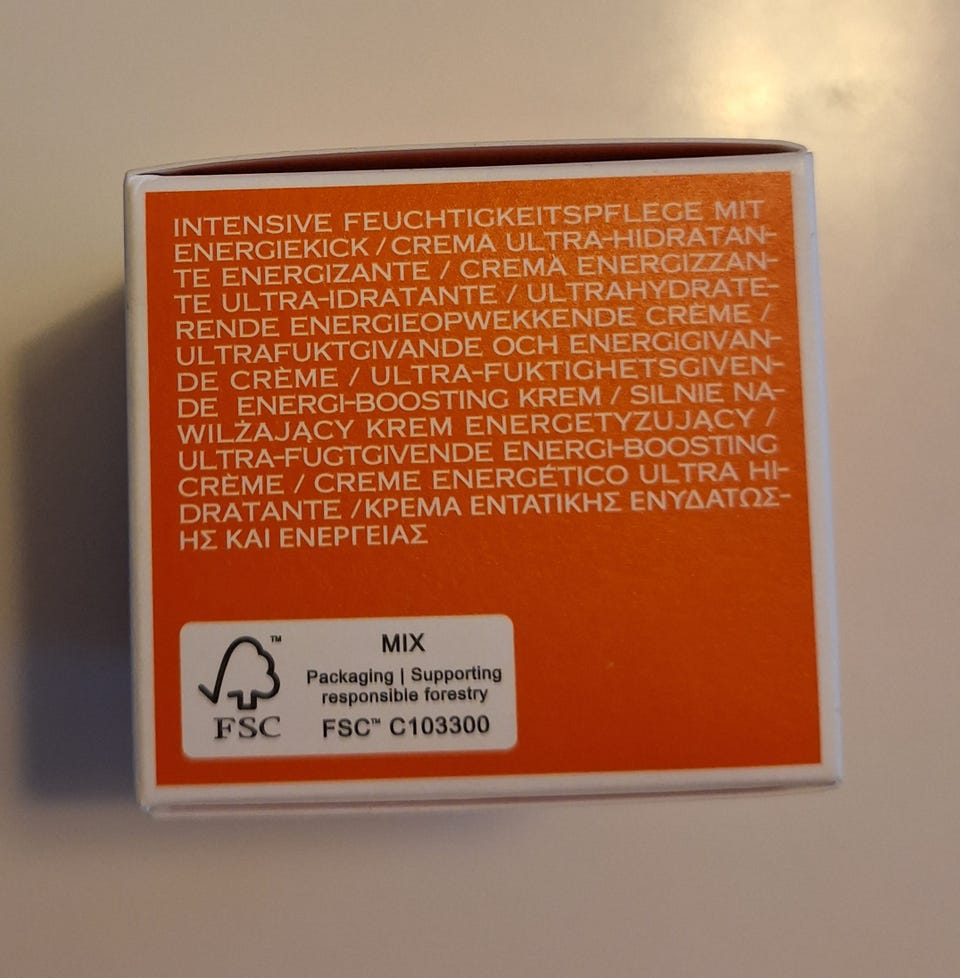 INTENSIVE FEUCHTIGKEITSPFLEGE MIT
ENERGIEKICK / CREMA ULTRA-HIDRATAN-
TE ENERGIZANTE / CREMA ENERGIZZAN-
TE ULTRA-IDRATANTE / ULTRAHYDRATE-
RENDE ENERGIEOPWEKKENDE CRÈME /
ULTRAFUKTGIVANDE OCH ENERGIGIVAN-
DE CRÈME / ULTRA-FUKTIGHETSGIVEN-
DE ENERGI-BOOSTING KREM / SILNIE NA-
WILŻAJĄCY KREM ENERGETYZUJĄCY /
ULTRA-FUGTGIVENDE ENERGI-BOOSTING
CRÈME / CREME ENERGÉTICO ULTRA HI-
DRATANTE /ΚΡΕΜΑ ΕΝΤΑΤΙΚΗΣ ΕΝΥΔΑΤΩΣ-
ΗΣ ΚΑΙ ΕΝΕΡΓΕΙΑΣ
™
FSC
MIX
Packaging | Supporting
responsible forestry
FSC™ C103300